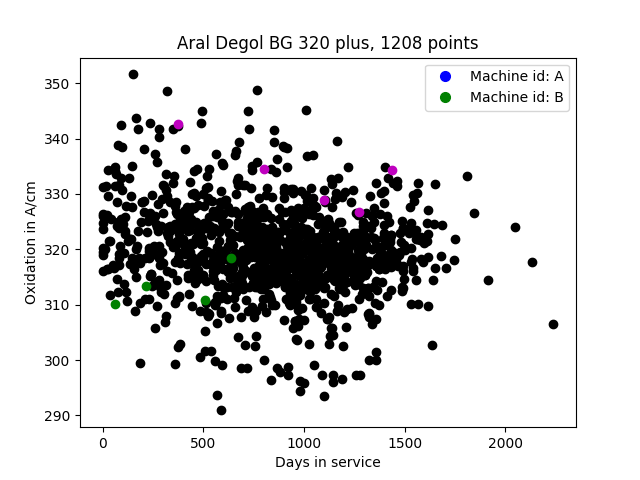 Aral Degol BG 320 plus, 1208 points
Machine id: A
Machine id: B
350
340
330
320
310
300
290
Oxidation in A/cm
0
500
1000
1500
2000
Days in service